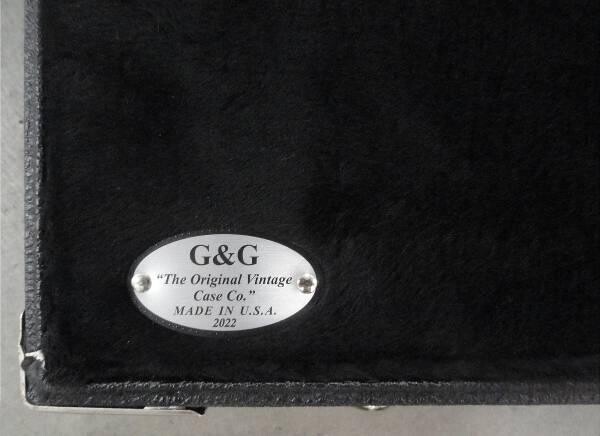 G&G
"The Original Vintage
Case Co."
MADE IN U.S.A.
2022